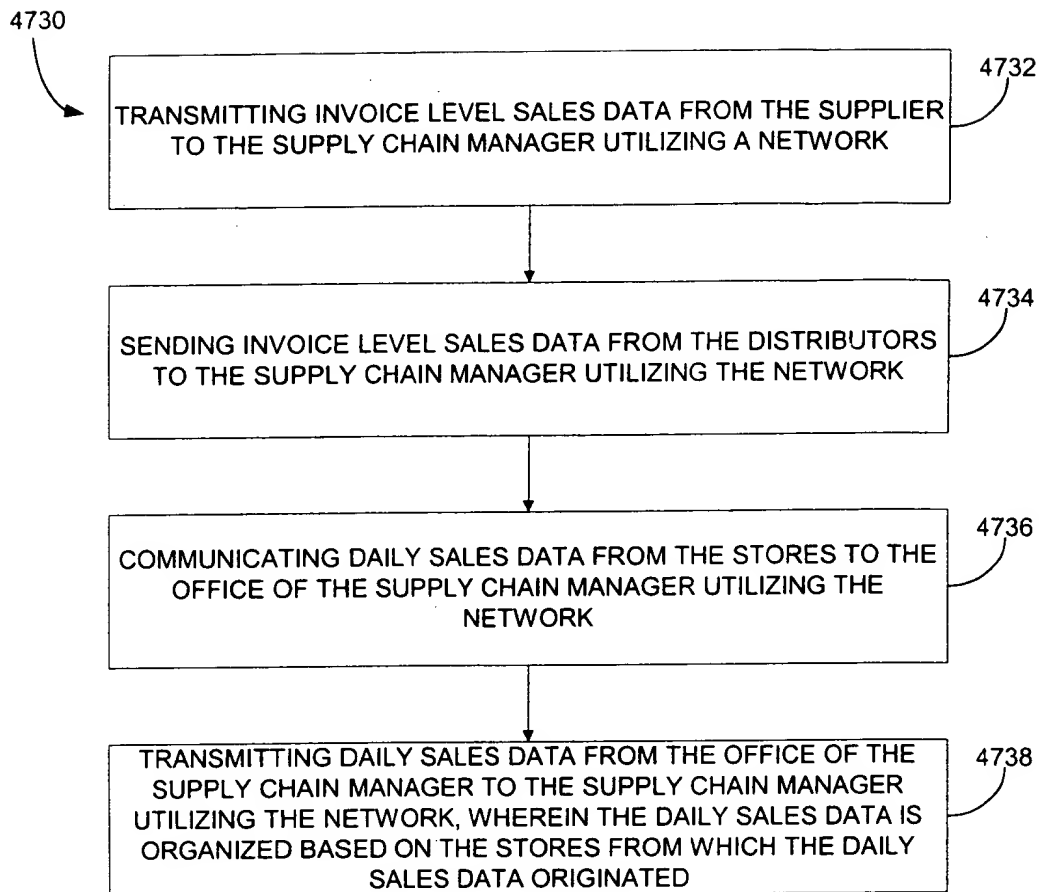 4730
4732
TRANSMITTING INVOICE LEVEL SALES DATA FROM THE SUPPLIER
TO THE SUPPLY CHAIN MANAGER UTILIZING A NETWORK
4734
SENDING INVOICE LEVEL SALES DATA FROM THE DISTRIBUTORS
TO THE SUPPLY CHAIN MANAGER UTILIZING THE NETWORK
4736
COMMUNICATING DAILY SALES DATA FROM THE STORES TO THE
OFFICE OF THE SUPPLY CHAIN MANAGER UTILIZING THE
NETWORK
4738
TRANSMITTING DAILY SALES DATA FROM THE OFFICE OF THE
SUPPLY CHAIN MANAGER TO THE SUPPLY CHAIN MANAGER
UTILIZING THE NETWORK, WHEREIN THE DAILY SALES DATA IS
ORGANIZED BASED ON THE STORES FROM WHICH THE DAILY
SALES DATA ORIGINATED